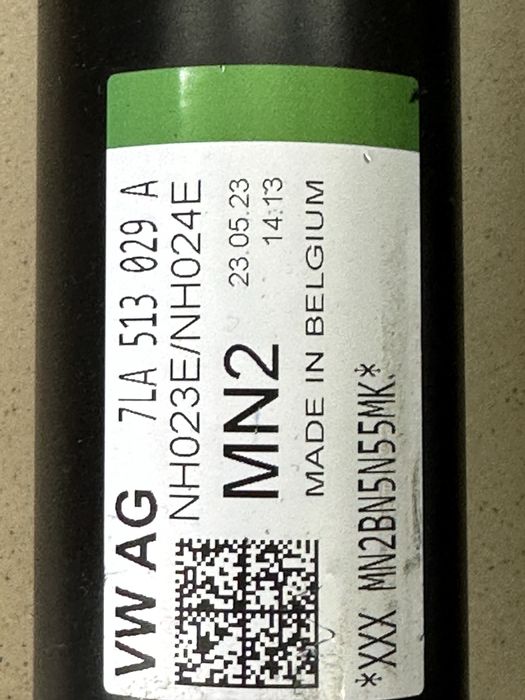 VW AG 7LA 513 029 A
NH023E/NH024E
MN2 23.05.23
14:13
MADE IN BELGIUM
*XXX MN2BN5N55MK*